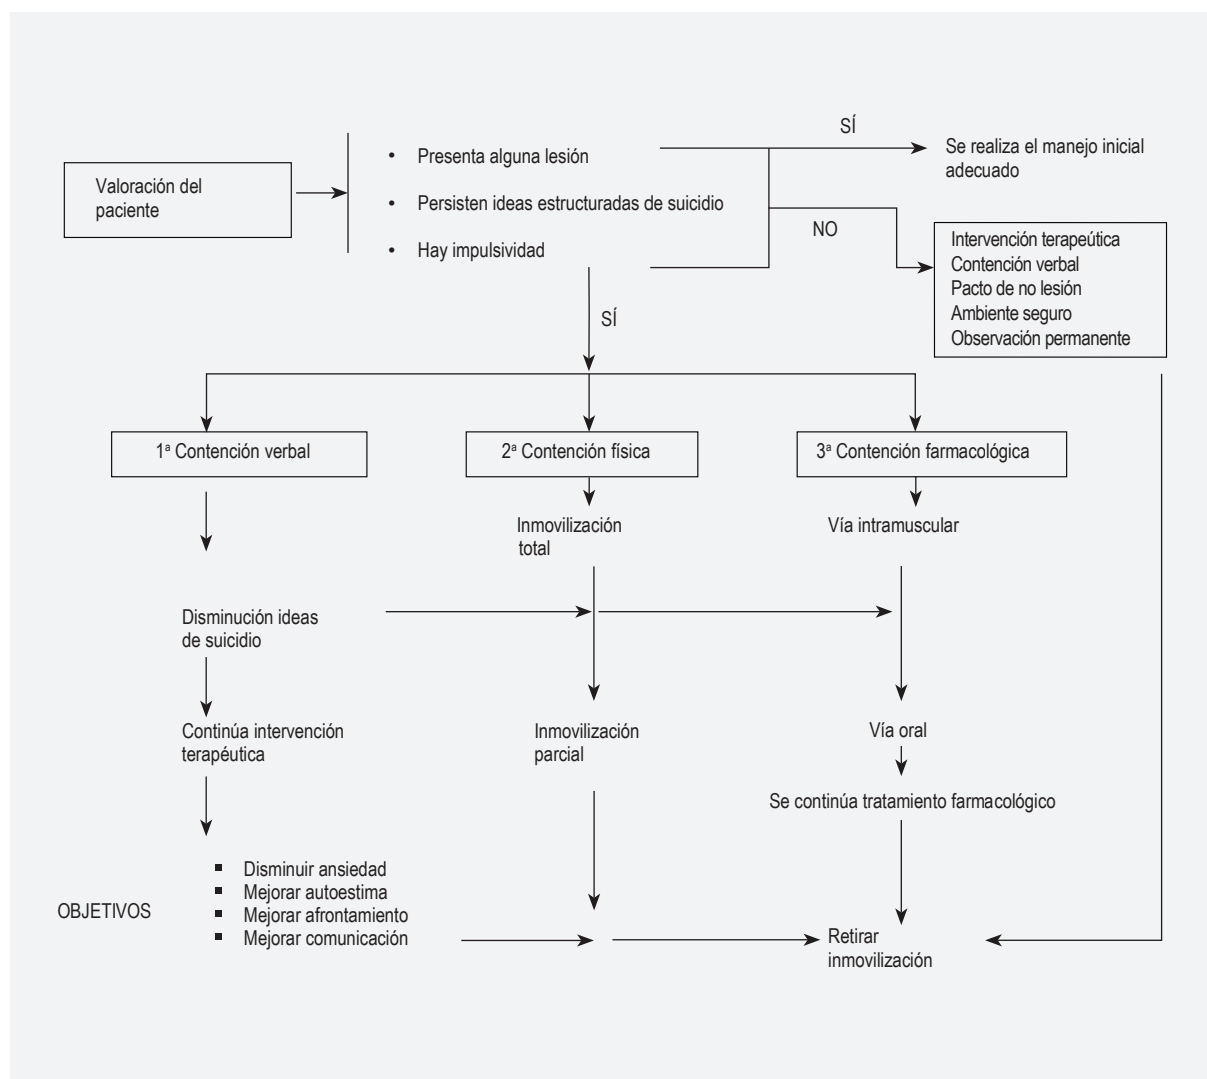 SÍ
Valoración del
paciente
• Presenta alguna lesión
• Persisten ideas estructuradas de suicidio
• Hay impulsividad
Se realiza el manejo inicial
adecuado
NO
Intervención terapeútica
Contención verbal
Pacto de no lesión
Ambiente seguro
Observación permanente
SÍ
1ª Contención verbal
2ª Contención física
3ª Contención farmacológica
Inmovilización
total
Vía intramuscular
Disminución ideas
de suicidio
Continúa intervención
terapéutica
Inmovilización
parcial
Vía oral
Se continúa tratamiento farmacológico
OBJETIVOS
▪ Disminuir ansiedad
▪ Mejorar autoestima
▪ Mejorar afrontamiento
▪ Mejorar comunicación
Retirar
inmovilización